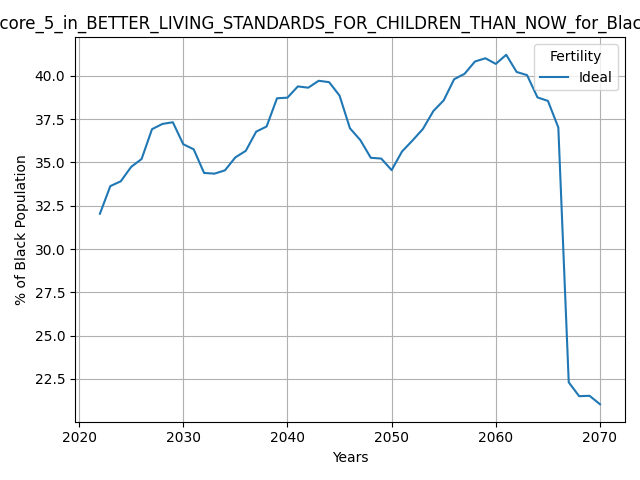 core_5_in_BETTER_LIVING_STANDARDS_FOR_CHILDREN_THAN_NOW_for_Blac
Fertility
Ideal
40.0
37.5
35.0
32.5
30.0
27.5
25.0
22.5
% of Black Population
2020
2030
2040
2050
2060
2070
Years